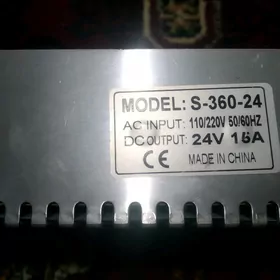 MODEL: S-360-24
AC INPUT: 110/220V 50/60HZ
DC OUTPUT: 24V 15A
CE MADE IN CHINA